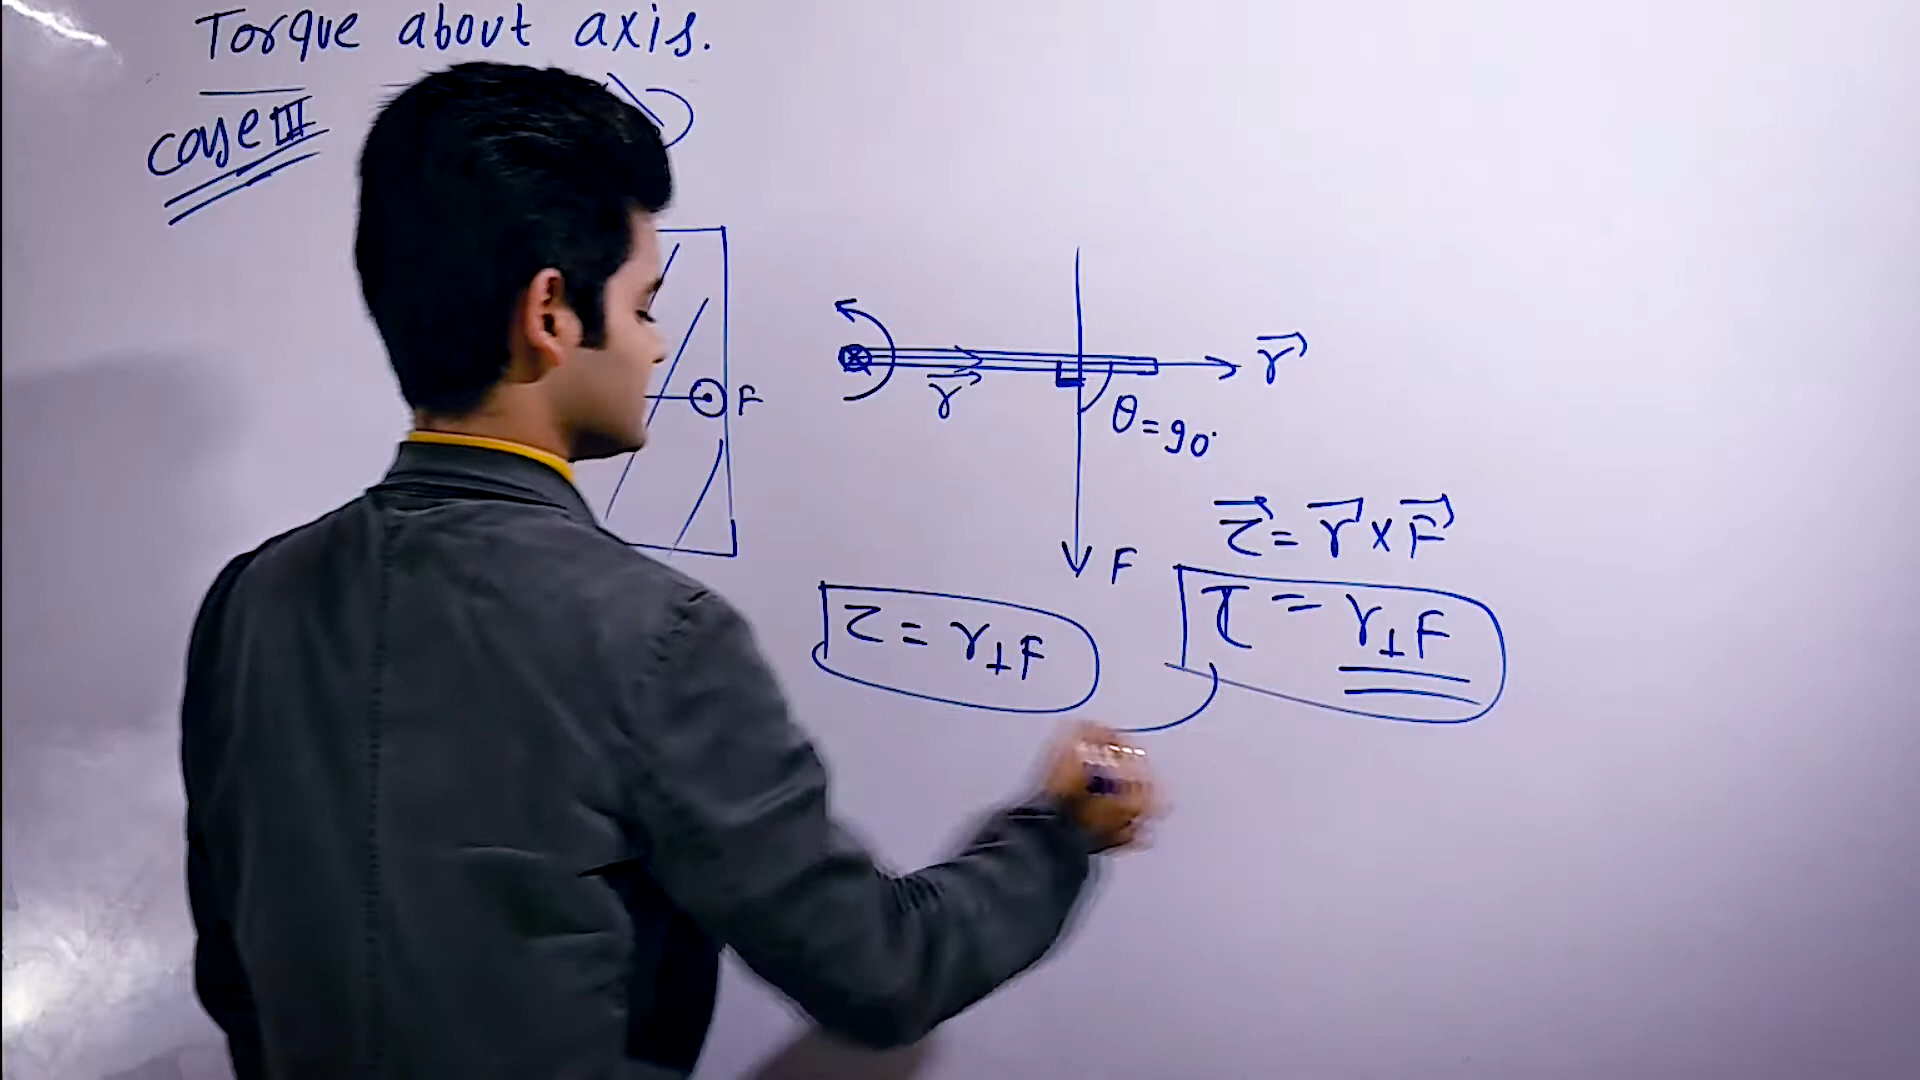 Torque about axis.
case III
F
r⃗
r⃗
θ = 90°
F
τ⃗ = r⃗ × F⃗
τ = r⊥F
τ = r⊥F